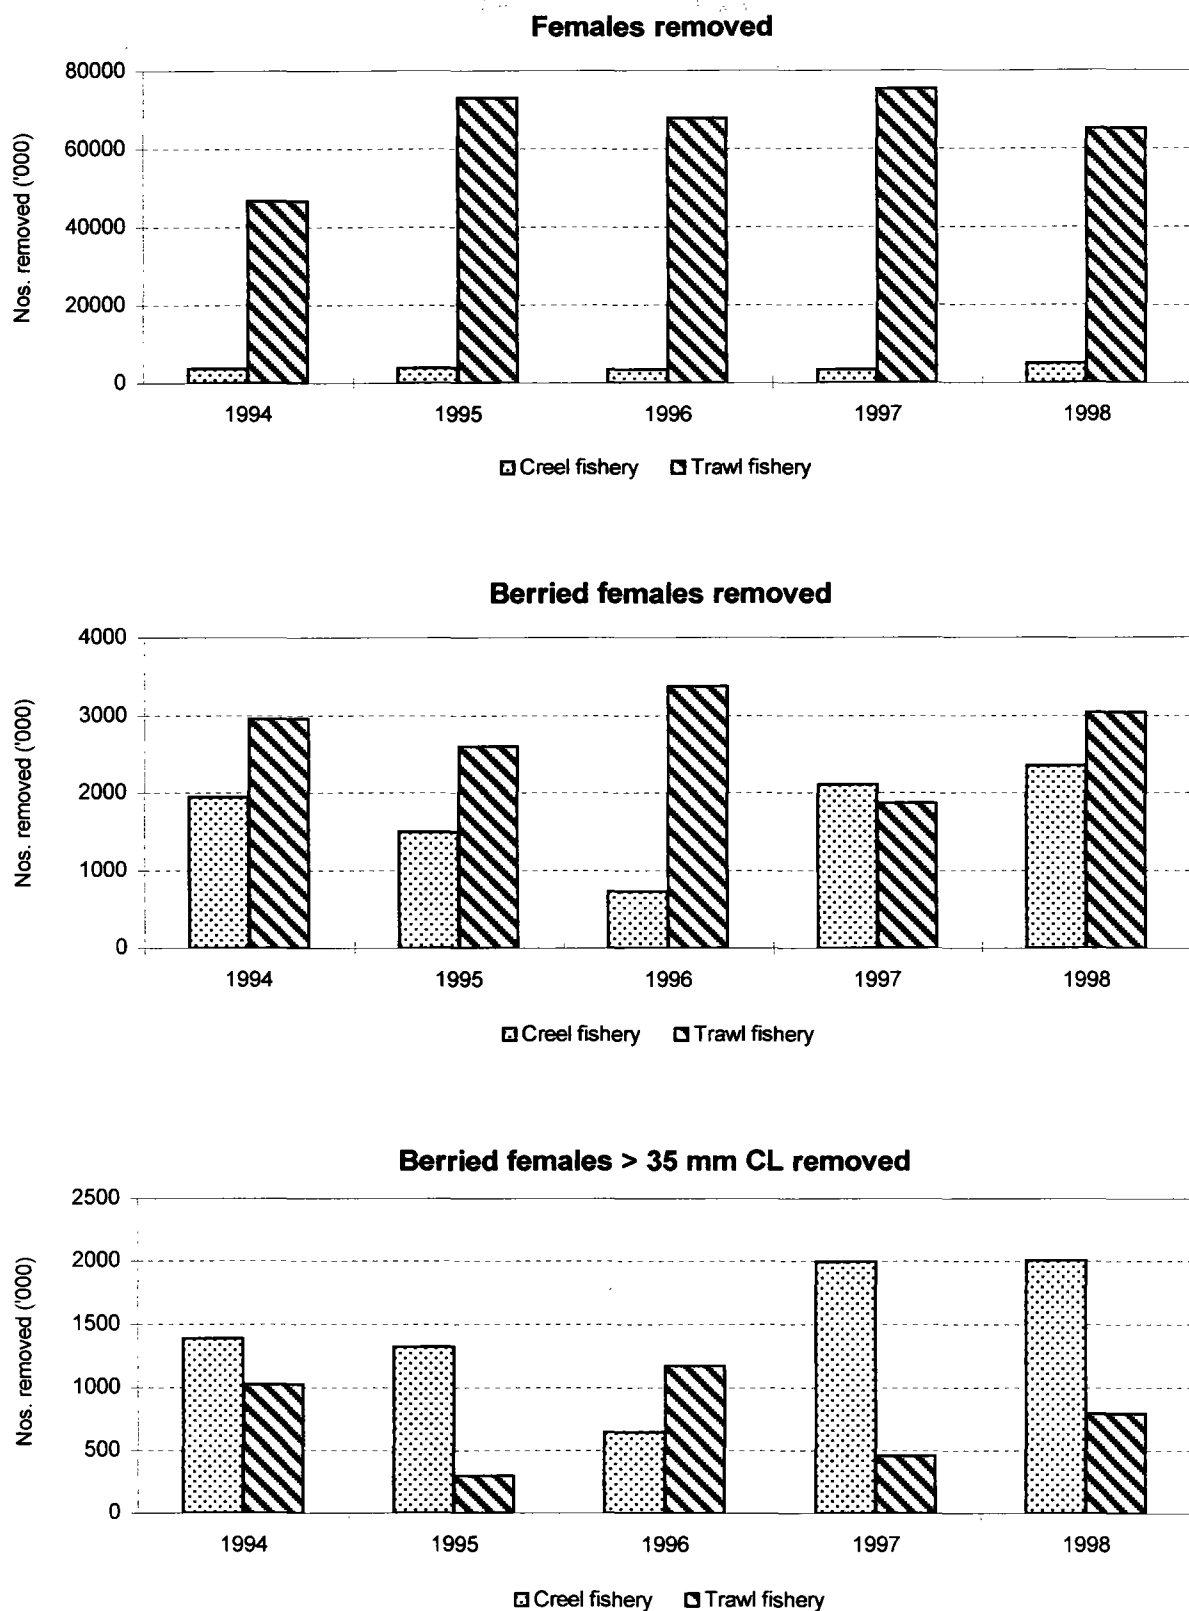 Females removed
Nos. removed ('000)
80000
60000
40000
20000
0
1994 1995 1996 1997 1998
Creel fishery Trawl fishery
Berried females removed
Nos. removed ('000)
4000
3000
2000
1000
0
1994 1995 1996 1997 1998
Creel fishery Trawl fishery
Berried females > 35 mm CL removed
Nos. removed ('000)
2500
2000
1500
1000
500
0
1994 1995 1996 1997 1998
Creel fishery Trawl fishery